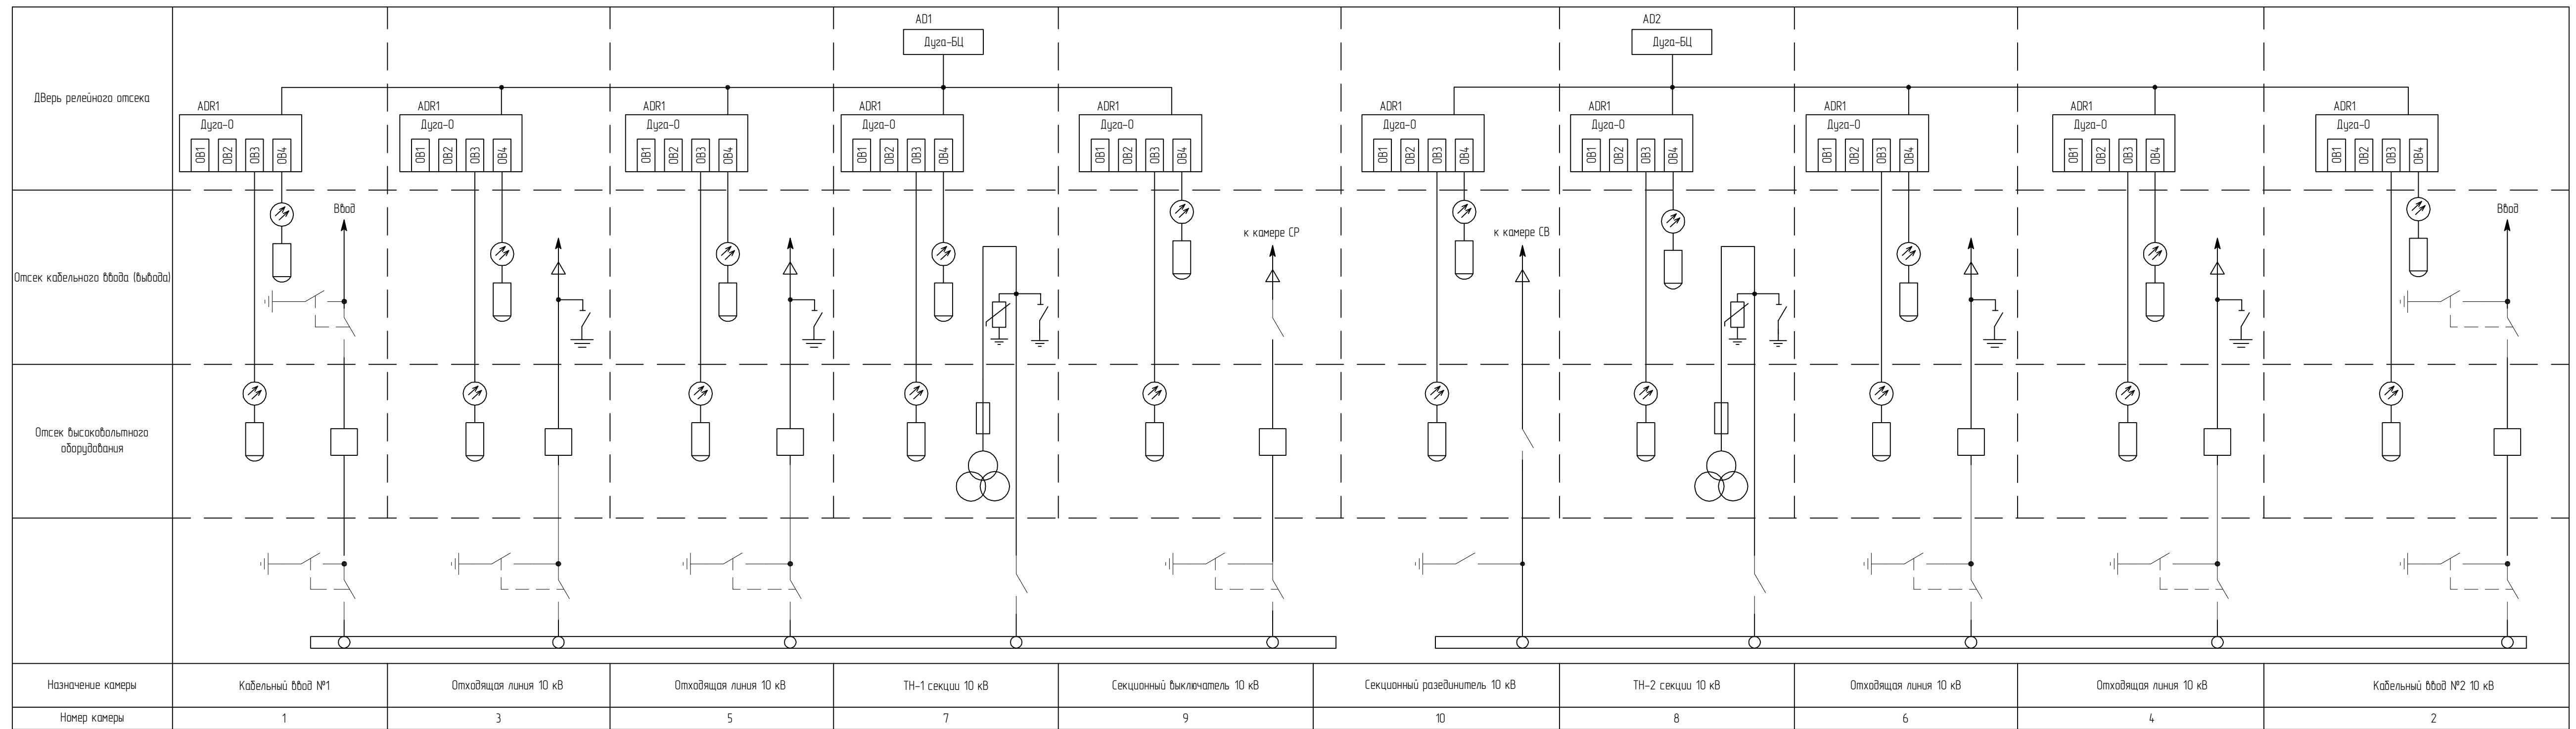 AD1
Дуга-БЦ
AD2
Дуга-БЦ
ДВерь релейного отсека
ADR1
Дуга-О
ОВ1 ОВ2 ОВ3 ОВ4
ADR1
Дуга-О
ОВ1 ОВ2 ОВ3 ОВ4
ADR1
Дуга-О
ОВ1 ОВ2 ОВ3 ОВ4
ADR1
Дуга-О
ОВ1 ОВ2 ОВ3 ОВ4
ADR1
Дуга-О
ОВ1 ОВ2 ОВ3 ОВ4
ADR1
Дуга-О
ОВ1 ОВ2 ОВ3 ОВ4
ADR1
Дуга-О
ОВ1 ОВ2 ОВ3 ОВ4
ADR1
Дуга-О
ОВ1 ОВ2 ОВ3 ОВ4
ADR1
Дуга-О
ОВ1 ОВ2 ОВ3 ОВ4
ADR1
Дуга-О
ОВ1 ОВ2 ОВ3 ОВ4
Отсек кабельного ввода (вывода)
Ввод
к камере СР
к камере СВ
Ввод
Отсек высоковольтного
оборудования
Назначение камеры
Кабельный ввод №1
Отходящая линия 10 кВ
Отходящая линия 10 кВ
ТН-1 секции 10 кВ
Секционный выключатель 10 кВ
Секционный разединитель 10 кВ
ТН-2 секции 10 кВ
Отходящая линия 10 кВ
Отходящая линия 10 кВ
Кабельный ввод №2 10 кВ
Номер камеры
1
3
5
7
9
10
8
6
4
2